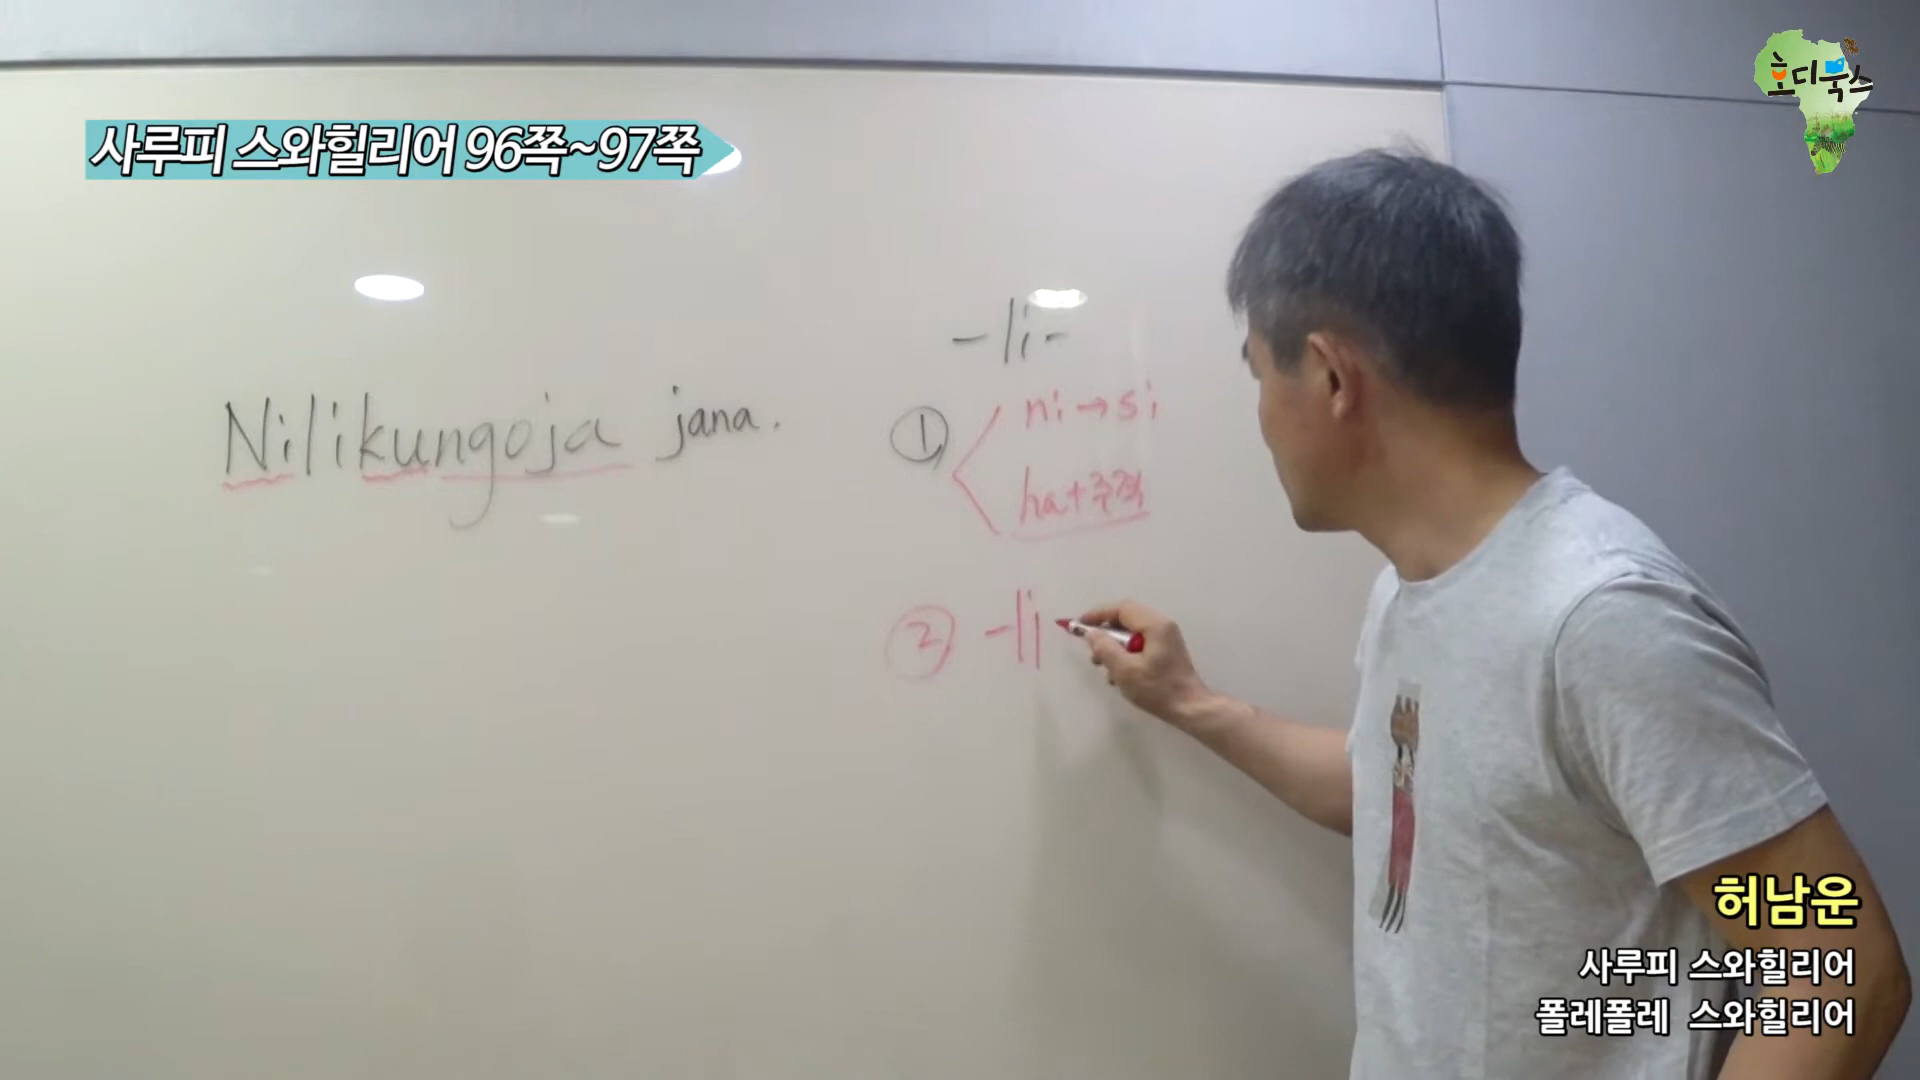 사루피 스와힐리어 96쪽~97쪽
호디북스
Nilikungoja jana.
-li-
① ni→si
ha+주격
② -li
허남운
사루피 스와힐리어
폴레폴레 스와힐리어